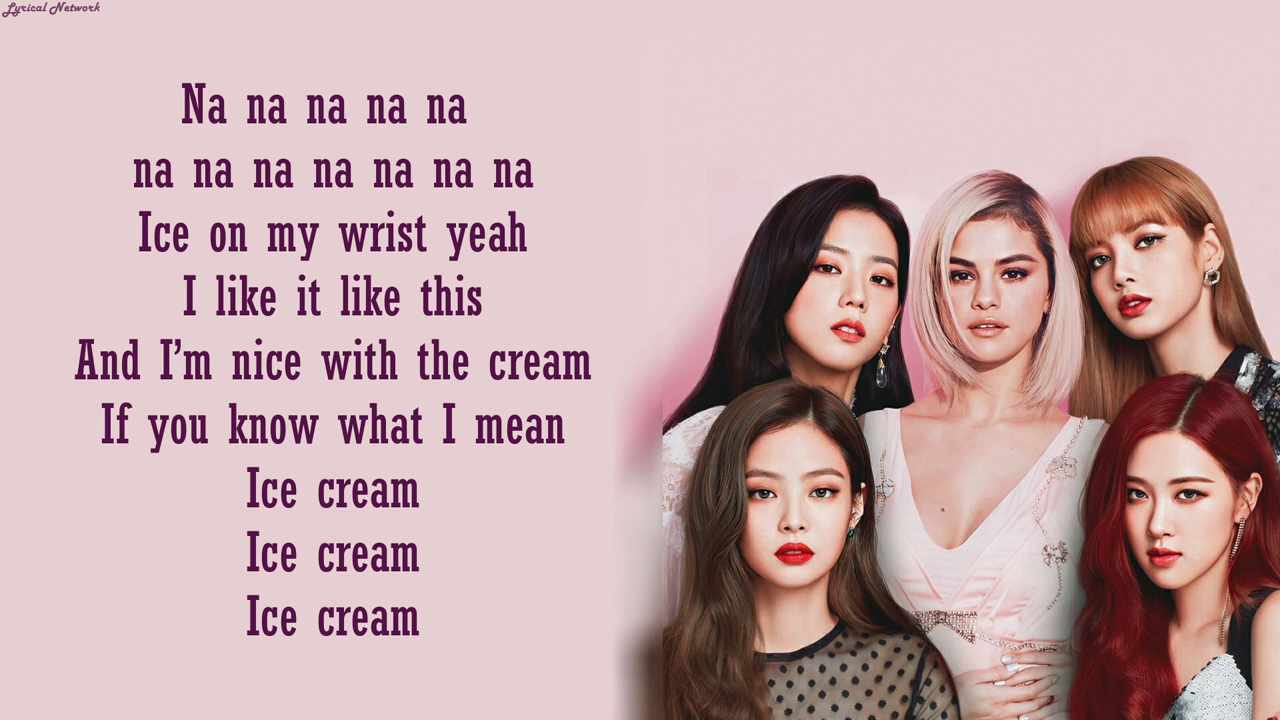 Lyrical Network
Na na na na na
na na na na na na na
Ice on my wrist yeah
I like it like this
And I’m nice with the cream
If you know what I mean
Ice cream
Ice cream
Ice cream